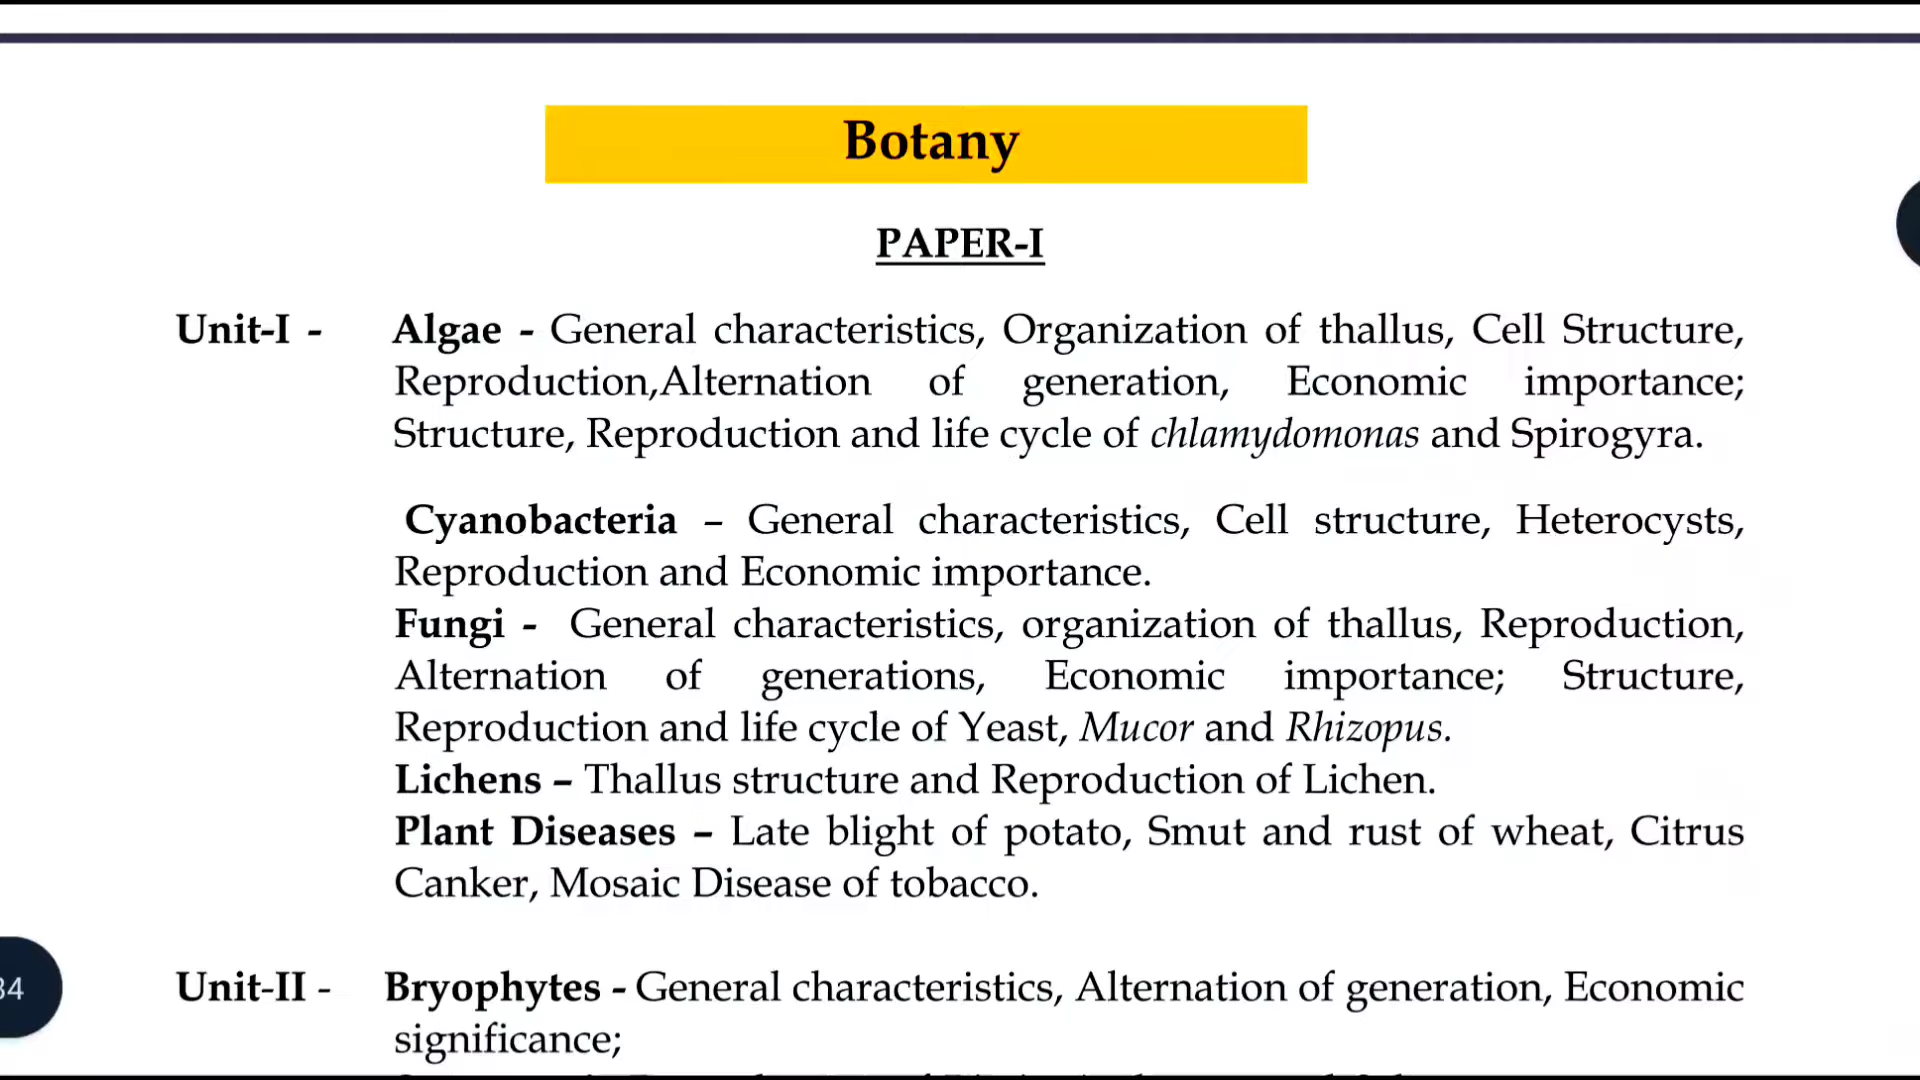 Botany
PAPER-I
Unit-I - Algae - General characteristics, Organization of thallus, Cell Structure,
Reproduction,Alternation of generation, Economic importance;
Structure, Reproduction and life cycle of chlamydomonas and Spirogyra.
Cyanobacteria – General characteristics, Cell structure, Heterocysts,
Reproduction and Economic importance.
Fungi - General characteristics, organization of thallus, Reproduction,
Alternation of generations, Economic importance; Structure,
Reproduction and life cycle of Yeast, Mucor and Rhizopus.
Lichens – Thallus structure and Reproduction of Lichen.
Plant Diseases – Late blight of potato, Smut and rust of wheat, Citrus
Canker, Mosaic Disease of tobacco.
34
Unit-II - Bryophytes - General characteristics, Alternation of generation, Economic
significance;